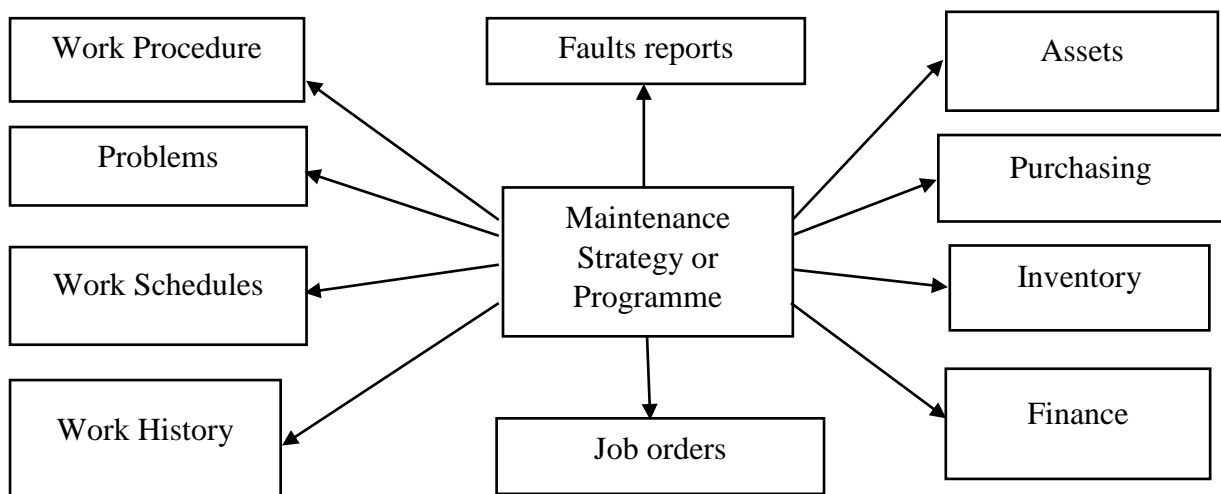 Work Procedure
Faults reports
Assets
Problems
Purchasing
Maintenance
Strategy or
Programme
Work Schedules
Inventory
Work History
Job orders
Finance